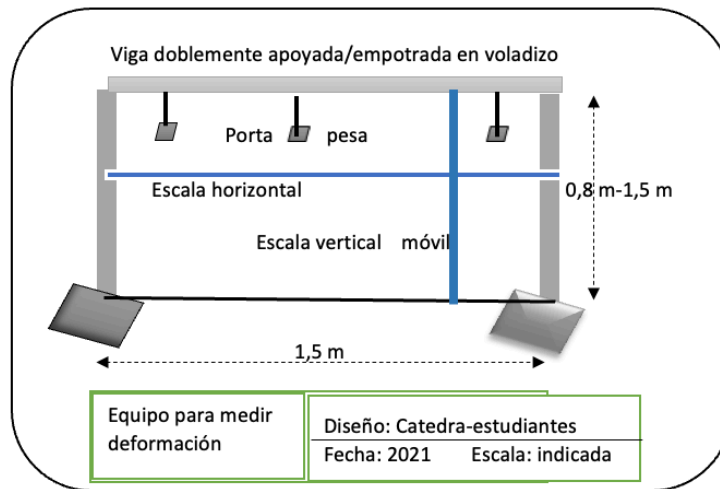 Viga doblemente apoyada/empotrada en voladizo
Porta pesa
Escala horizontal
0,8 m-1,5 m
Escala vertical móvil
1,5 m
Equipo para medir
deformación
Diseño: Catedra-estudiantes
Fecha: 2021 Escala: indicada